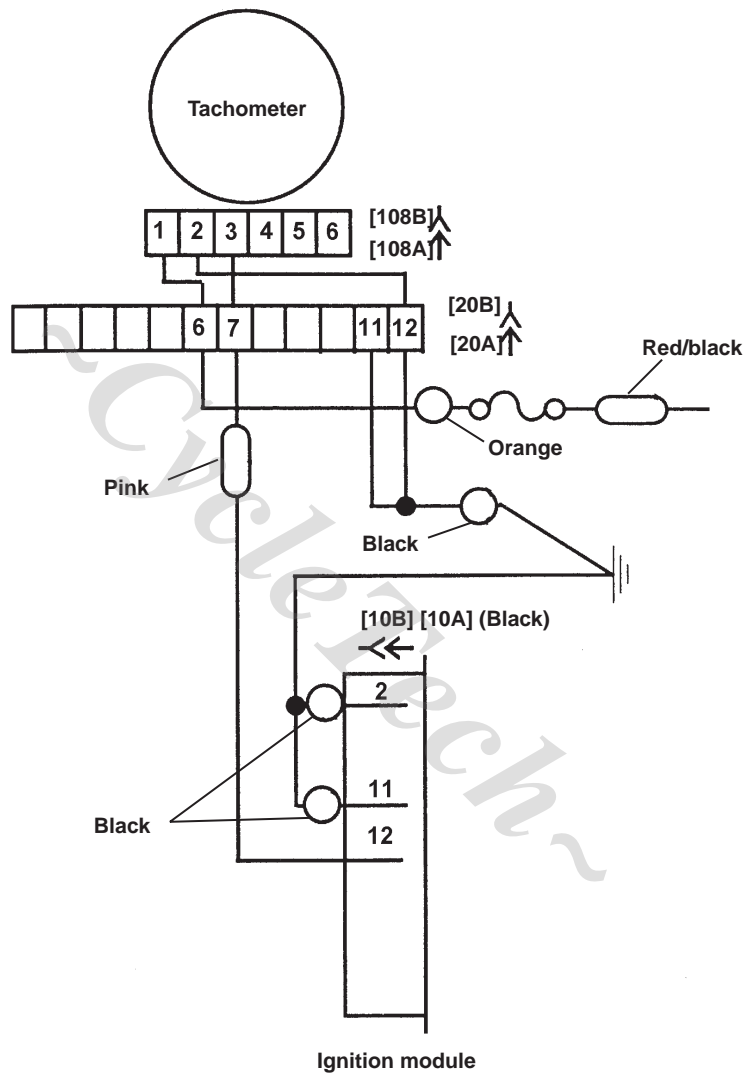 Tachometer
1 2 3 4 5 6
[108B]
[108A]
6 7 11 12
[20B]
[20A]
Red/black
Orange
Pink
Black
[10B] [10A] (Black)
2
11
Black
12
Ignition module
~CycleTech~